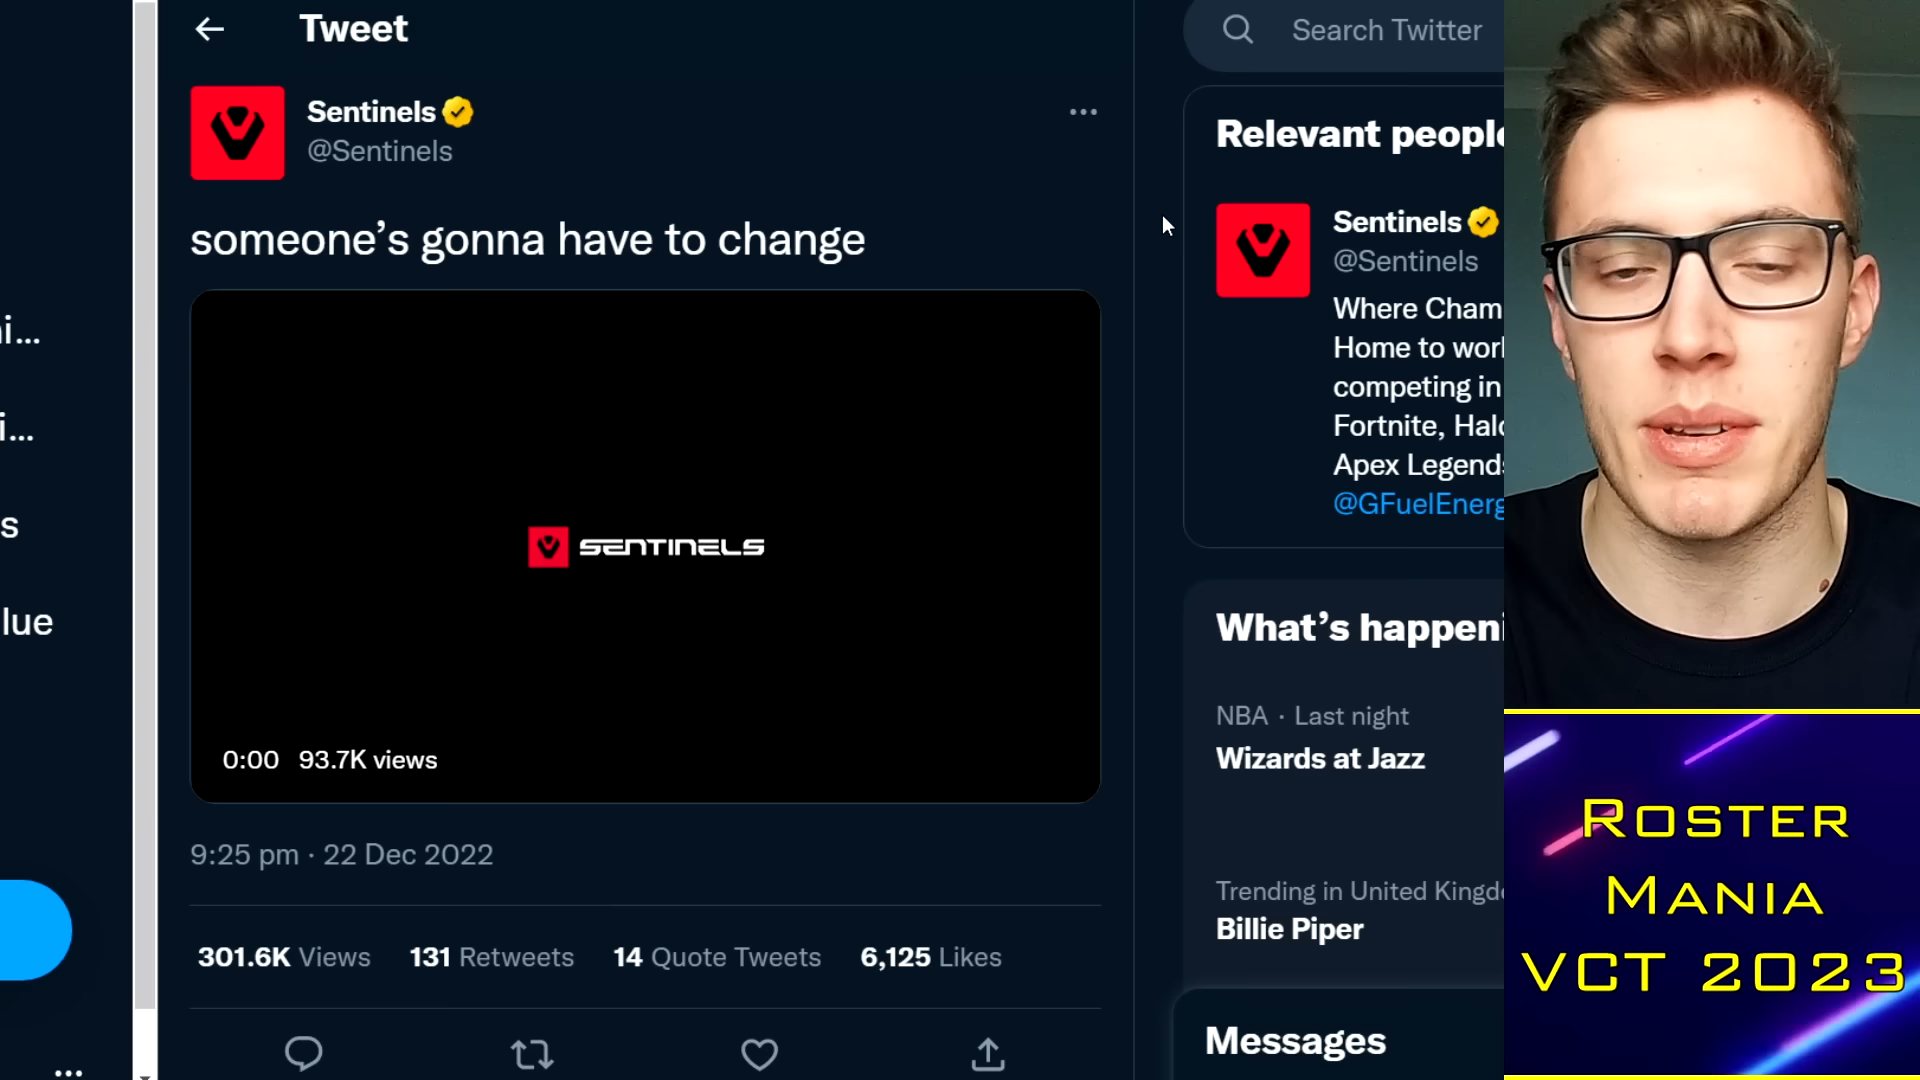 Tweet
Sentinels
@Sentinels
someone’s gonna have to change
SENTINELS
0:00 93.7K views
9:25 pm · 22 Dec 2022
301.6K Views 131 Retweets 14 Quote Tweets 6,125 Likes
Search Twitter
Relevant people
Sentinels
@Sentinels
Where Cham
Home to worl
competing in
Fortnite, Halo
Apex Legends
@GFuelEnerg
What’s happeni
NBA · Last night
Wizards at Jazz
Trending in United Kingdo
Billie Piper
Messages
i...
i...
s
lue
...
ROSTER
MANIA
VCT 2023